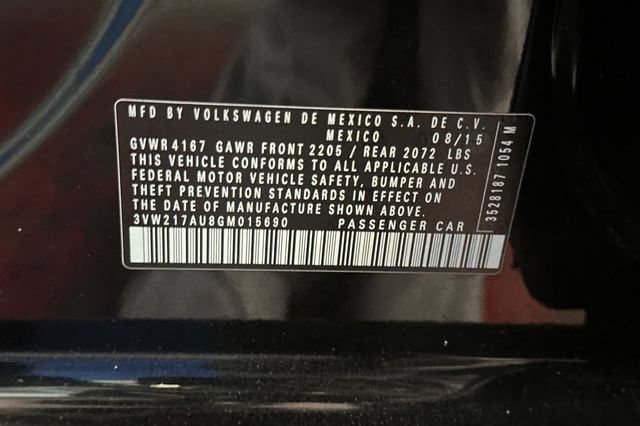 MFD BY VOLKSWAGEN DE MEXICO S.A. DE C.V.
MEXICO 08/15
GVWR 4167 GAWR FRONT 2205 / REAR 2072 LBS
THIS VEHICLE CONFORMS TO ALL APPLICABLE U.S.
FEDERAL MOTOR VEHICLE SAFETY, BUMPER AND
THEFT PREVENTION STANDARDS IN EFFECT ON
THE DATE OF MANUFACTURE SHOWN ABOVE.
3VW217AU8GM015690 PASSENGER CAR
3528187 1054 M